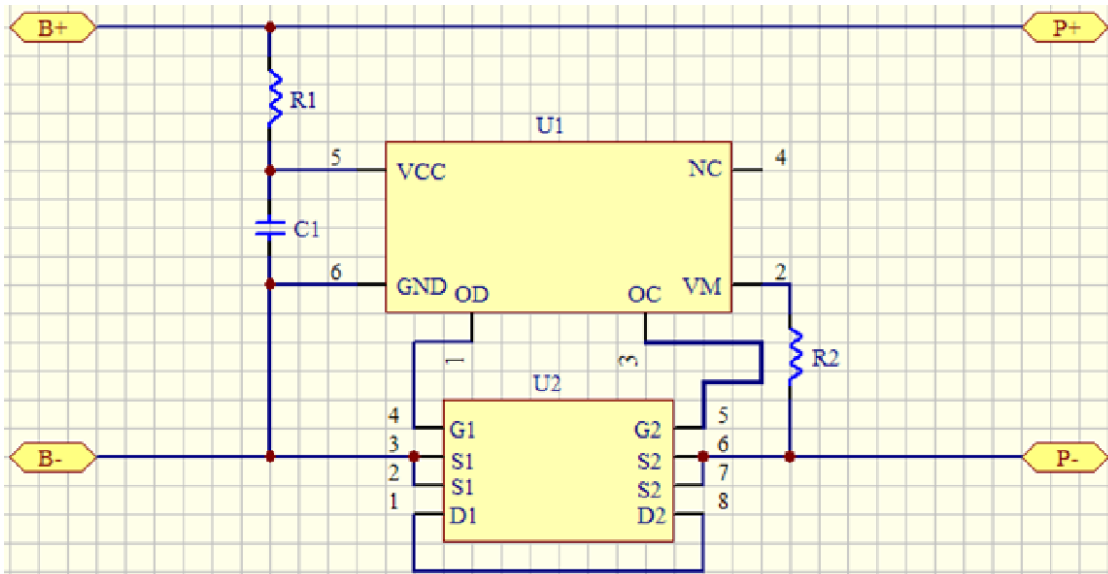 B+ P+
R1
U1
5 VCC NC 4
C1
6 GND OD OC VM 2
1 3 R2
U2
4 G1 G2 5
3 S1 S2 6
B- P-
2 S1 S2 7
1 D1 D2 8